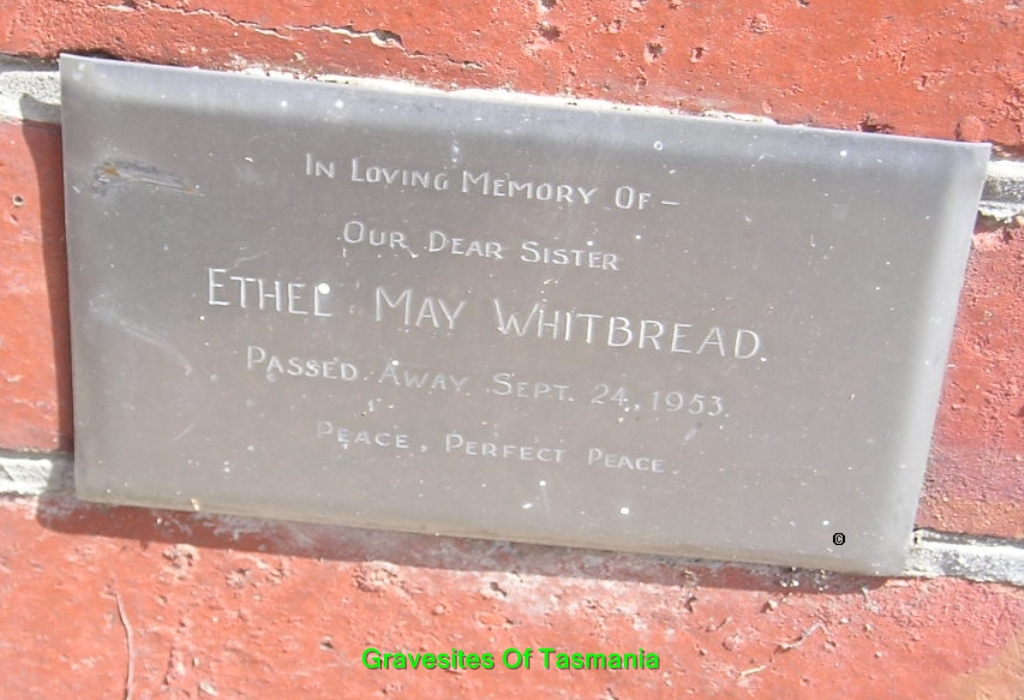 In Loving Memory Of –
Our Dear Sister
Ethel May Whitbread
Passed Away Sept. 24, 1953.
Peace, Perfect Peace.
©
Gravesites Of Tasmania